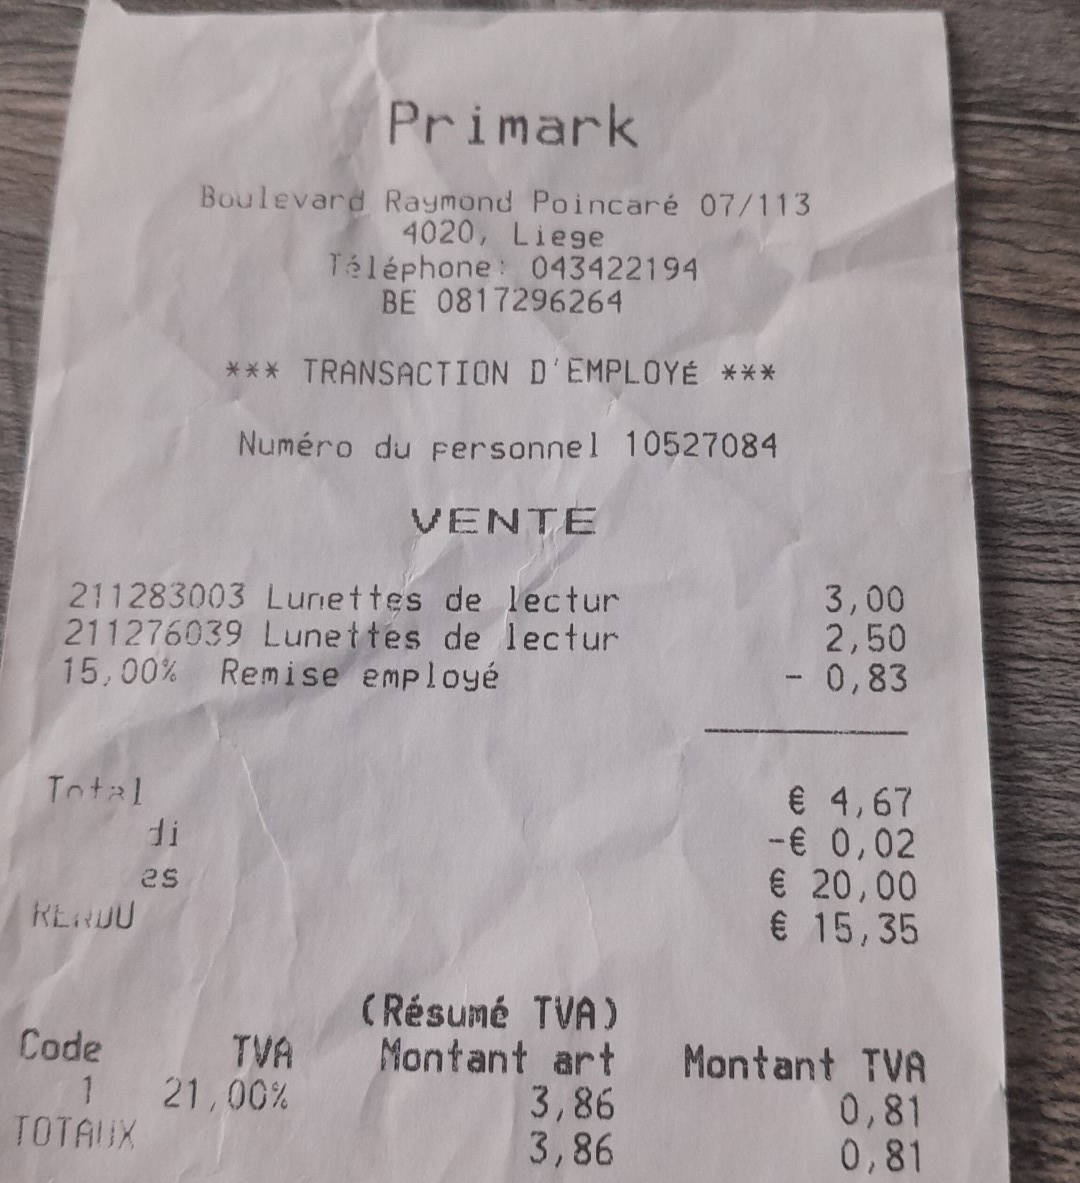 Primark
Boulevard Raymond Poincaré 07/113
4020, Liege
Téléphone: 043422194
BE 0817296264
*** TRANSACTION D'EMPLOYÉ ***
Numéro du personnel 10527084
VENTE
211283003 Lunettes de lectur 3,00
211276039 Lunettes de lectur 2,50
15,00% Remise employé - 0,83
Total € 4,67
di -€ 0,02
es € 20,00
RENDU € 15,35
(Résumé TVA)
Code TVA Montant art Montant TVA
1 21,00% 3,86 0,81
TOTAUX 3,86 0,81